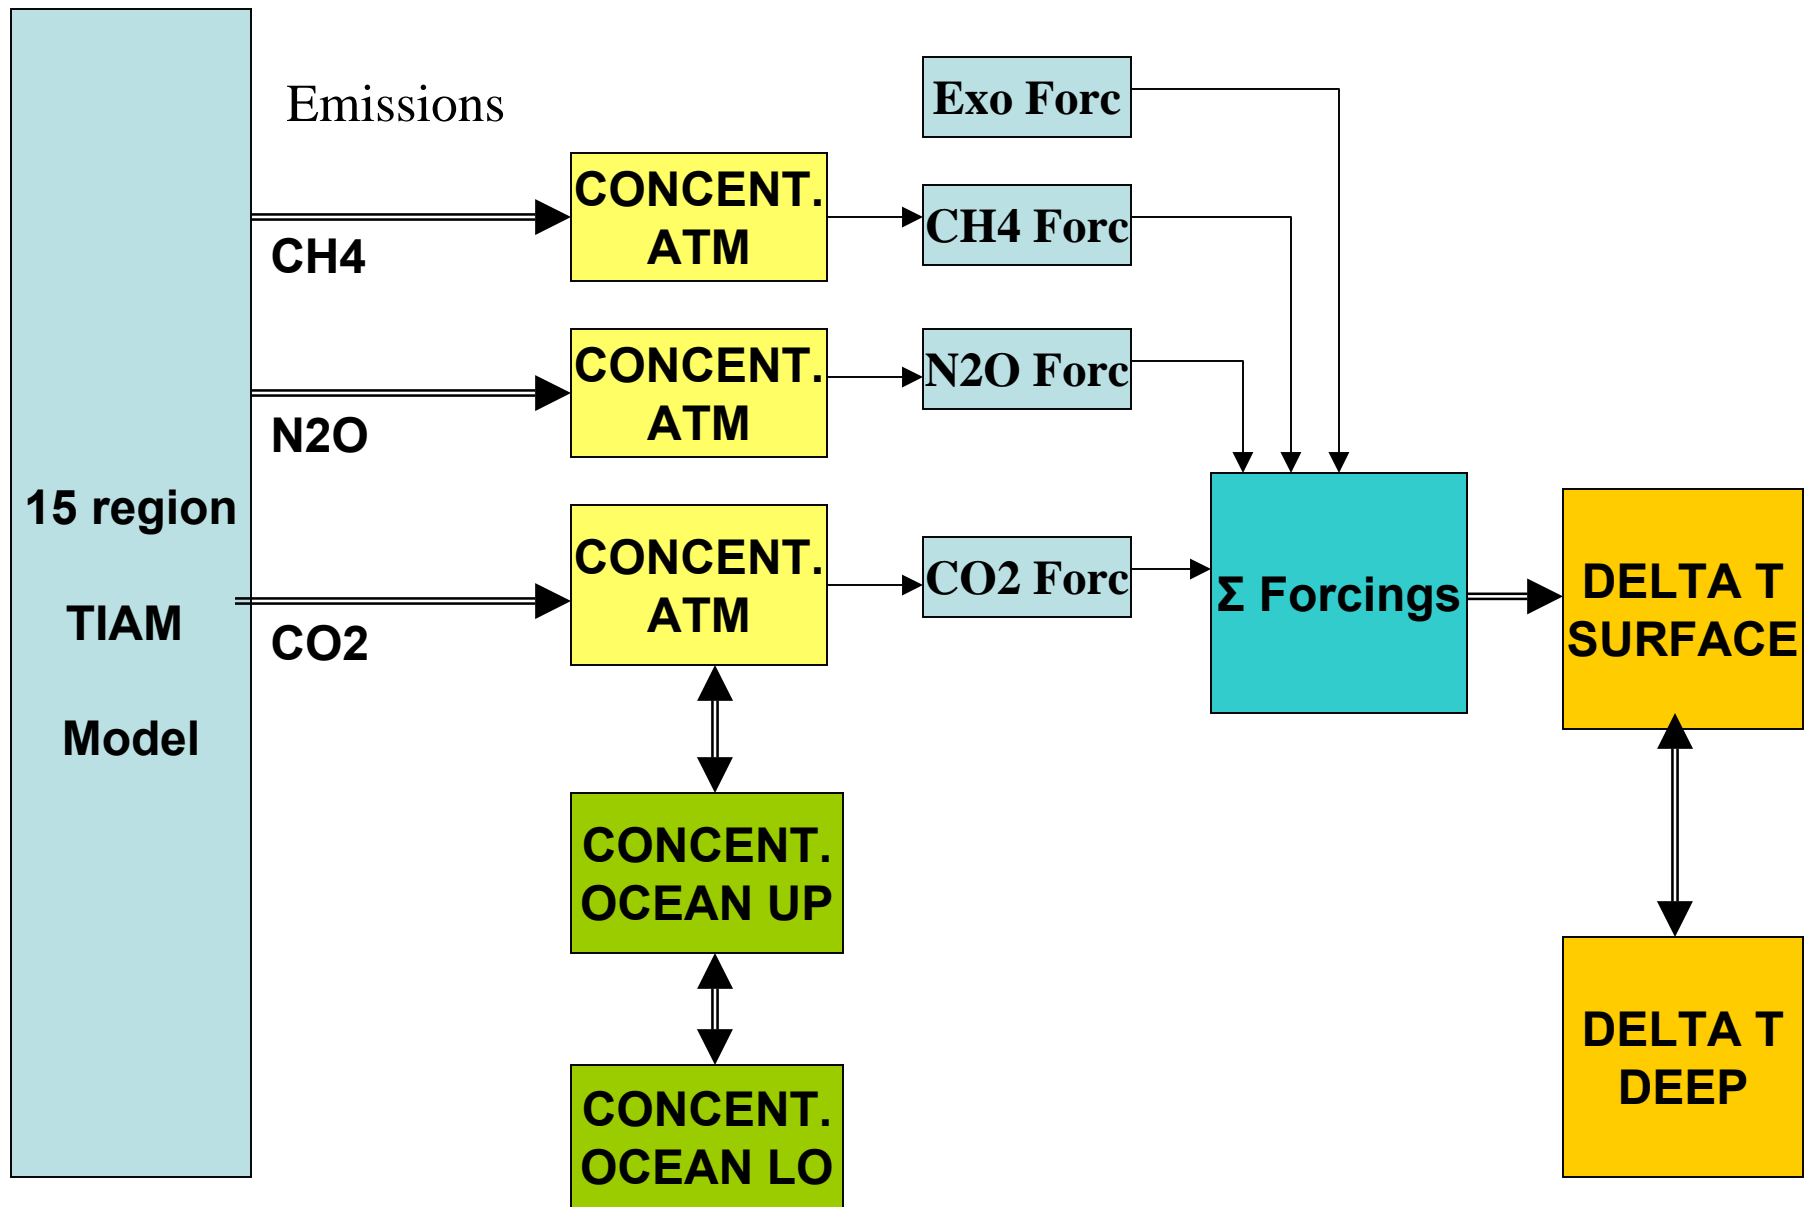 15 region
TIAM
Model
Emissions
CH4
N2O
CO2
CONCENT.
ATM
CONCENT.
ATM
CONCENT.
ATM
CONCENT.
OCEAN UP
CONCENT.
OCEAN LO
Exo Forc
CH4 Forc
N2O Forc
CO2 Forc
Σ Forcings
DELTA T
SURFACE
DELTA T
DEEP